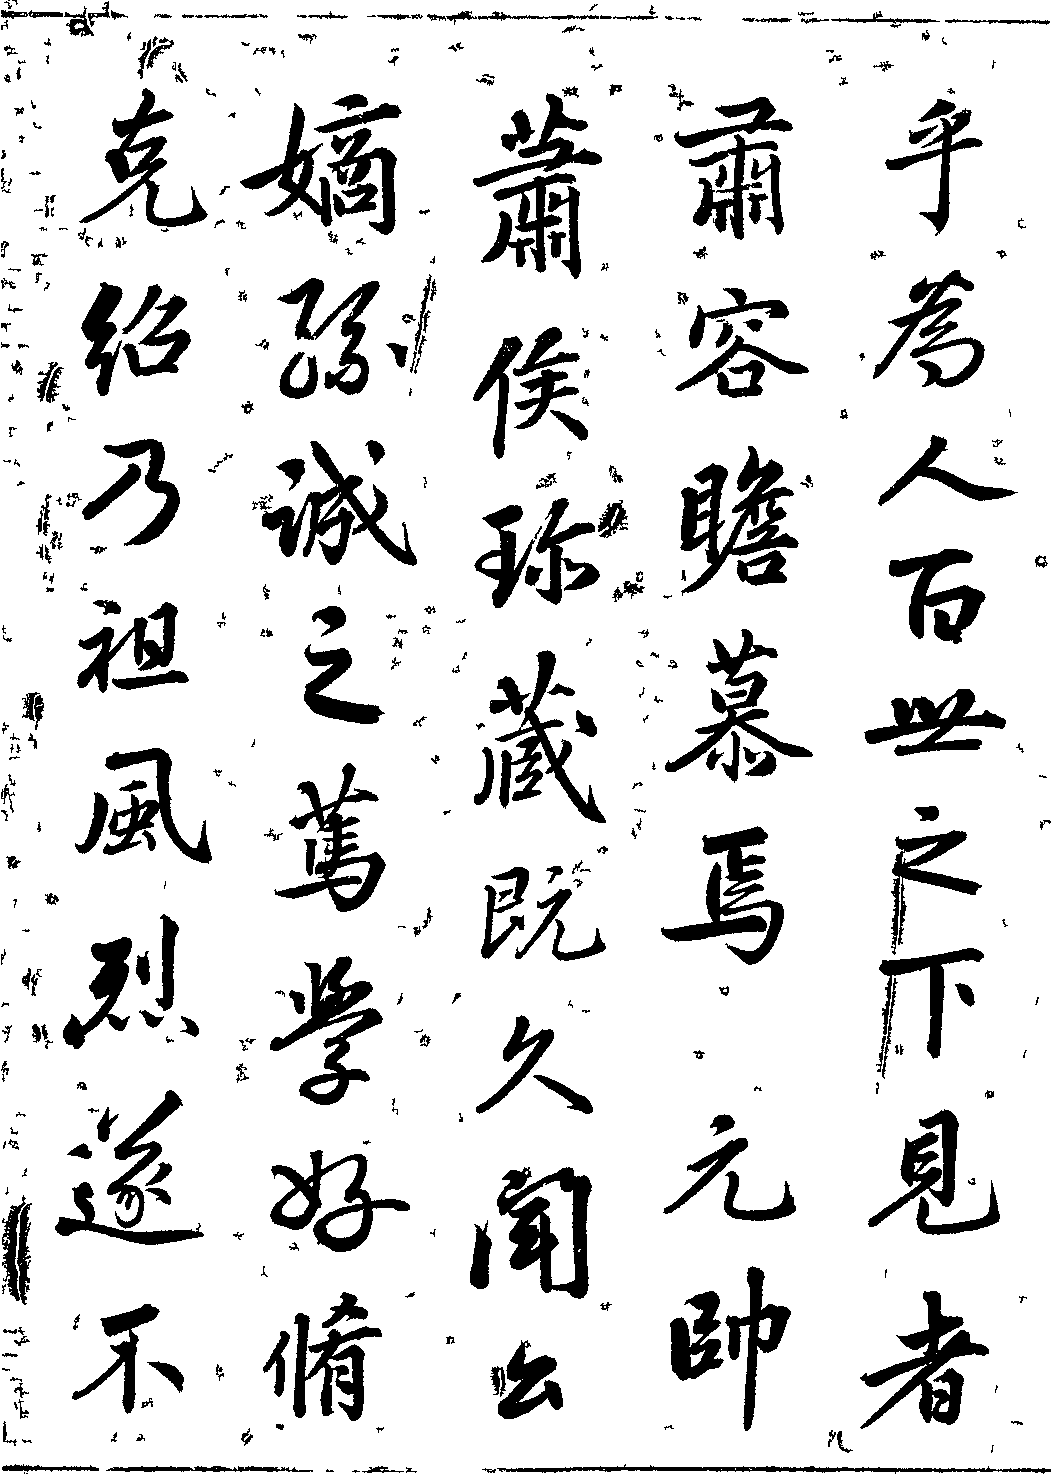 乎為人百世之下見者
肅容瞻慕焉　元帥
蕭侯珎藏既久聞公
嫡孫誠之篤學好脩
克紹乃祖風烈遂不